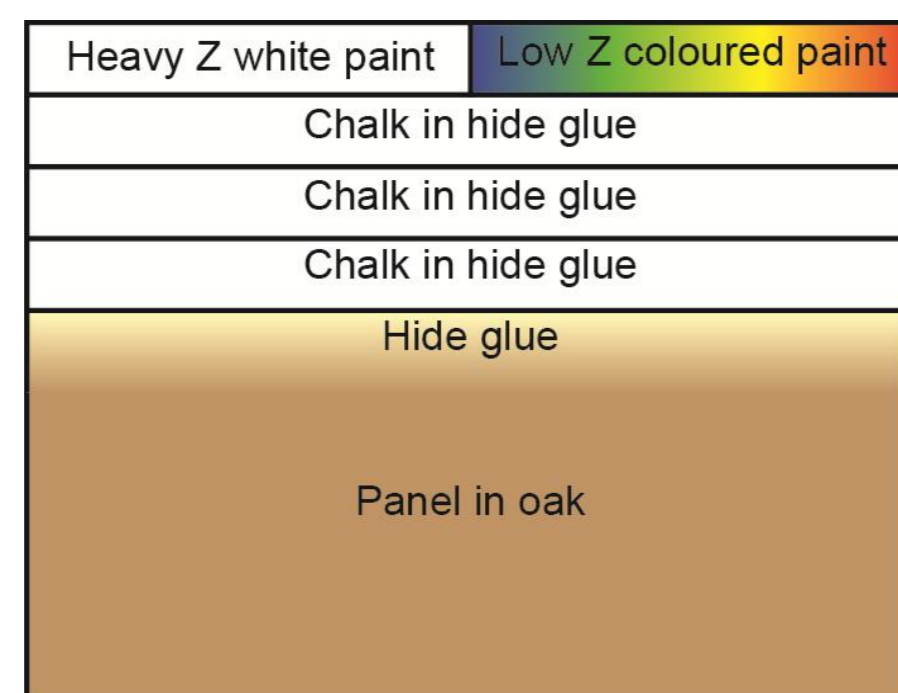 Heavy Z white paint
Low Z coloured paint
Chalk in hide glue
Chalk in hide glue
Chalk in hide glue
Hide glue
Panel in oak